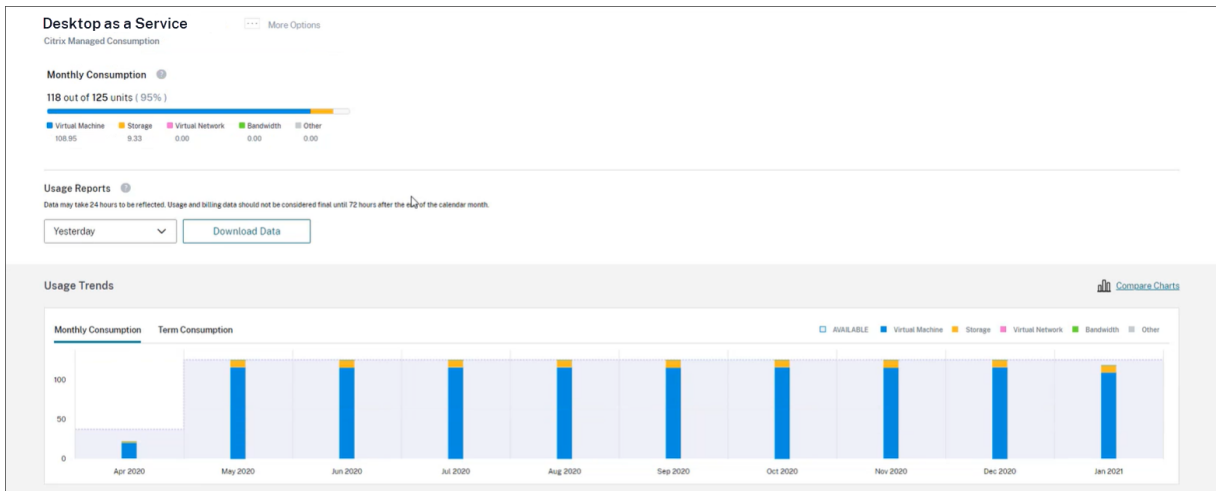 Desktop as a Service
··· More Options
Citrix Managed Consumption
Monthly Consumption ?
118 out of 125 units ( 95% )
Virtual Machine Storage Virtual Network Bandwidth Other
108.95 9.33 0.00 0.00 0.00
Usage Reports ?
Data may take 24 hours to be reflected. Usage and billing data should not be considered final until 72 hours after the end of the calendar month.
Yesterday Download Data
Usage Trends Compare Charts
Monthly Consumption Term Consumption AVAILABLE Virtual Machine Storage Virtual Network Bandwidth Other
100
50
0
Apr 2020 May 2020 Jun 2020 Jul 2020 Aug 2020 Sep 2020 Oct 2020 Nov 2020 Dec 2020 Jan 2021